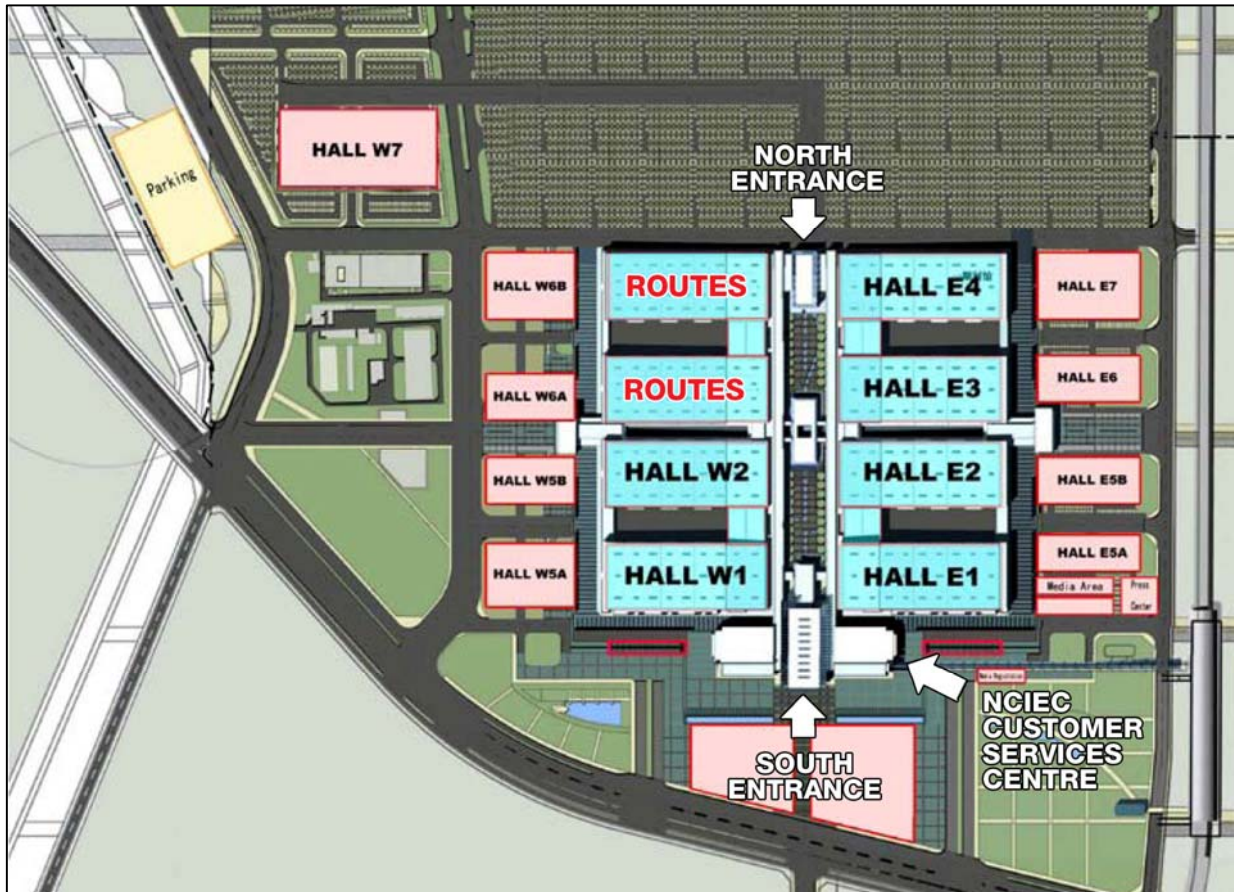 HALL W7
Parking
NORTH
ENTRANCE
HALL W6B
ROUTES
HALL E4
HALL E7
HALL W6A
ROUTES
HALL E3
HALL E6
HALL W5B
HALL W2
HALL E2
HALL E5B
HALL W5A
HALL W1
HALL E1
HALL E5A
Media Area
Press
Center
NCIEC
CUSTOMER
SERVICES
CENTRE
SOUTH
ENTRANCE